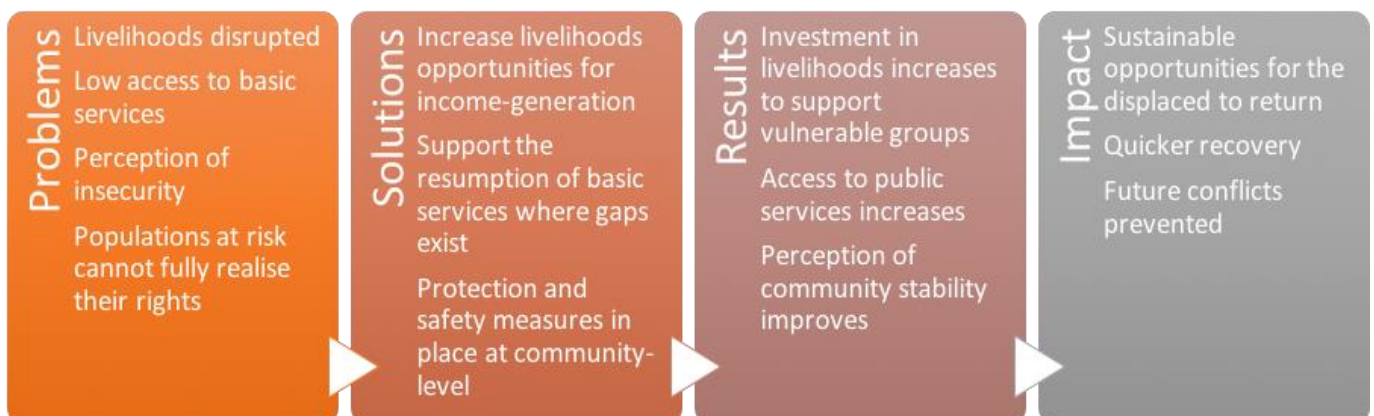 Problems
Livelihoods disrupted
Low access to basic
services
Perception of
insecurity
Populations at risk
cannot fully realise
their rights
Solutions
Increase livelihoods
opportunities for
income-generation
Support the
resumption of basic
services where gaps
exist
Protection and
safety measures in
place at community-
level
Results
Investment in
livelihoods increases
to support
vulnerable groups
Access to public
services increases
Perception of
community stability
improves
Impact
Sustainable
opportunities for the
displaced to return
Quicker recovery
Future conflicts
prevented